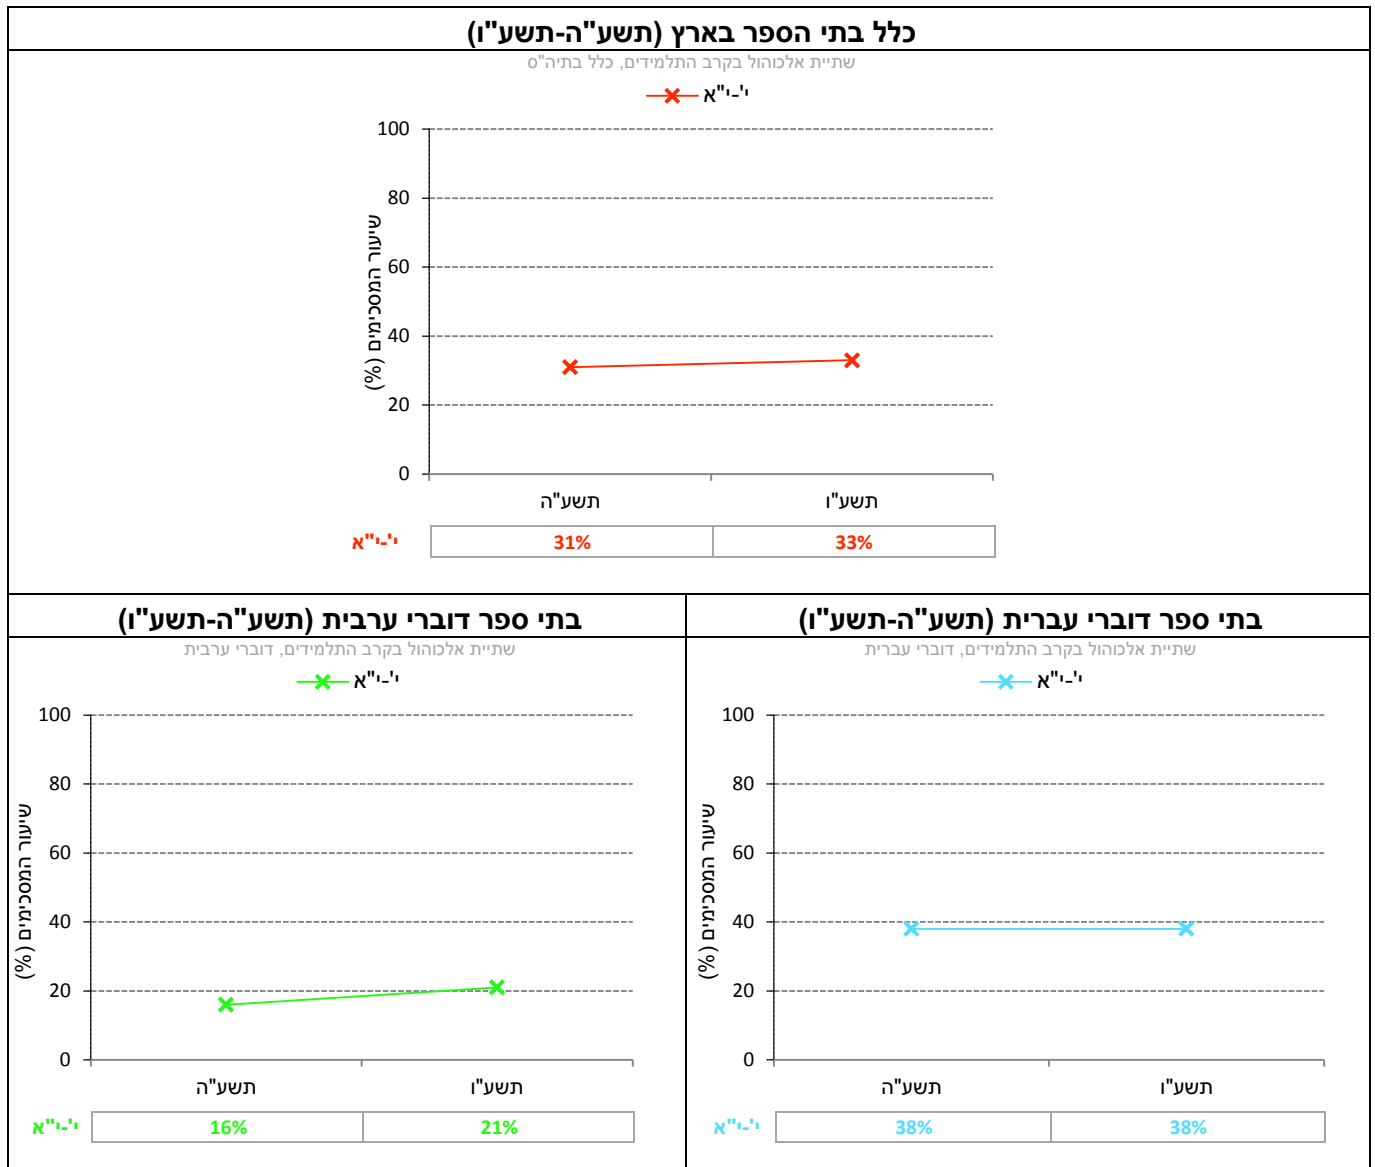 כלל בתי הספר בארץ (תשע"ה-תשע"ו)
שתיית אלכוהול בקרב התלמידים, כלל בתיה"ס
י'-י"א
100
80
60
40
20
0
שיעור המסכימים (%)
תשע"ה תשע"ו
י'-י"א 31% 33%
בתי ספר דוברי עברית (תשע"ה-תשע"ו)
שתיית אלכוהול בקרב התלמידים, דוברי עברית
י'-י"א
100
80
60
40
20
0
שיעור המסכימים (%)
תשע"ה תשע"ו
י'-י"א 38% 38%
בתי ספר דוברי ערבית (תשע"ה-תשע"ו)
שתיית אלכוהול בקרב התלמידים, דוברי ערבית
י'-י"א
100
80
60
40
20
0
שיעור המסכימים (%)
תשע"ה תשע"ו
י'-י"א 16% 21%